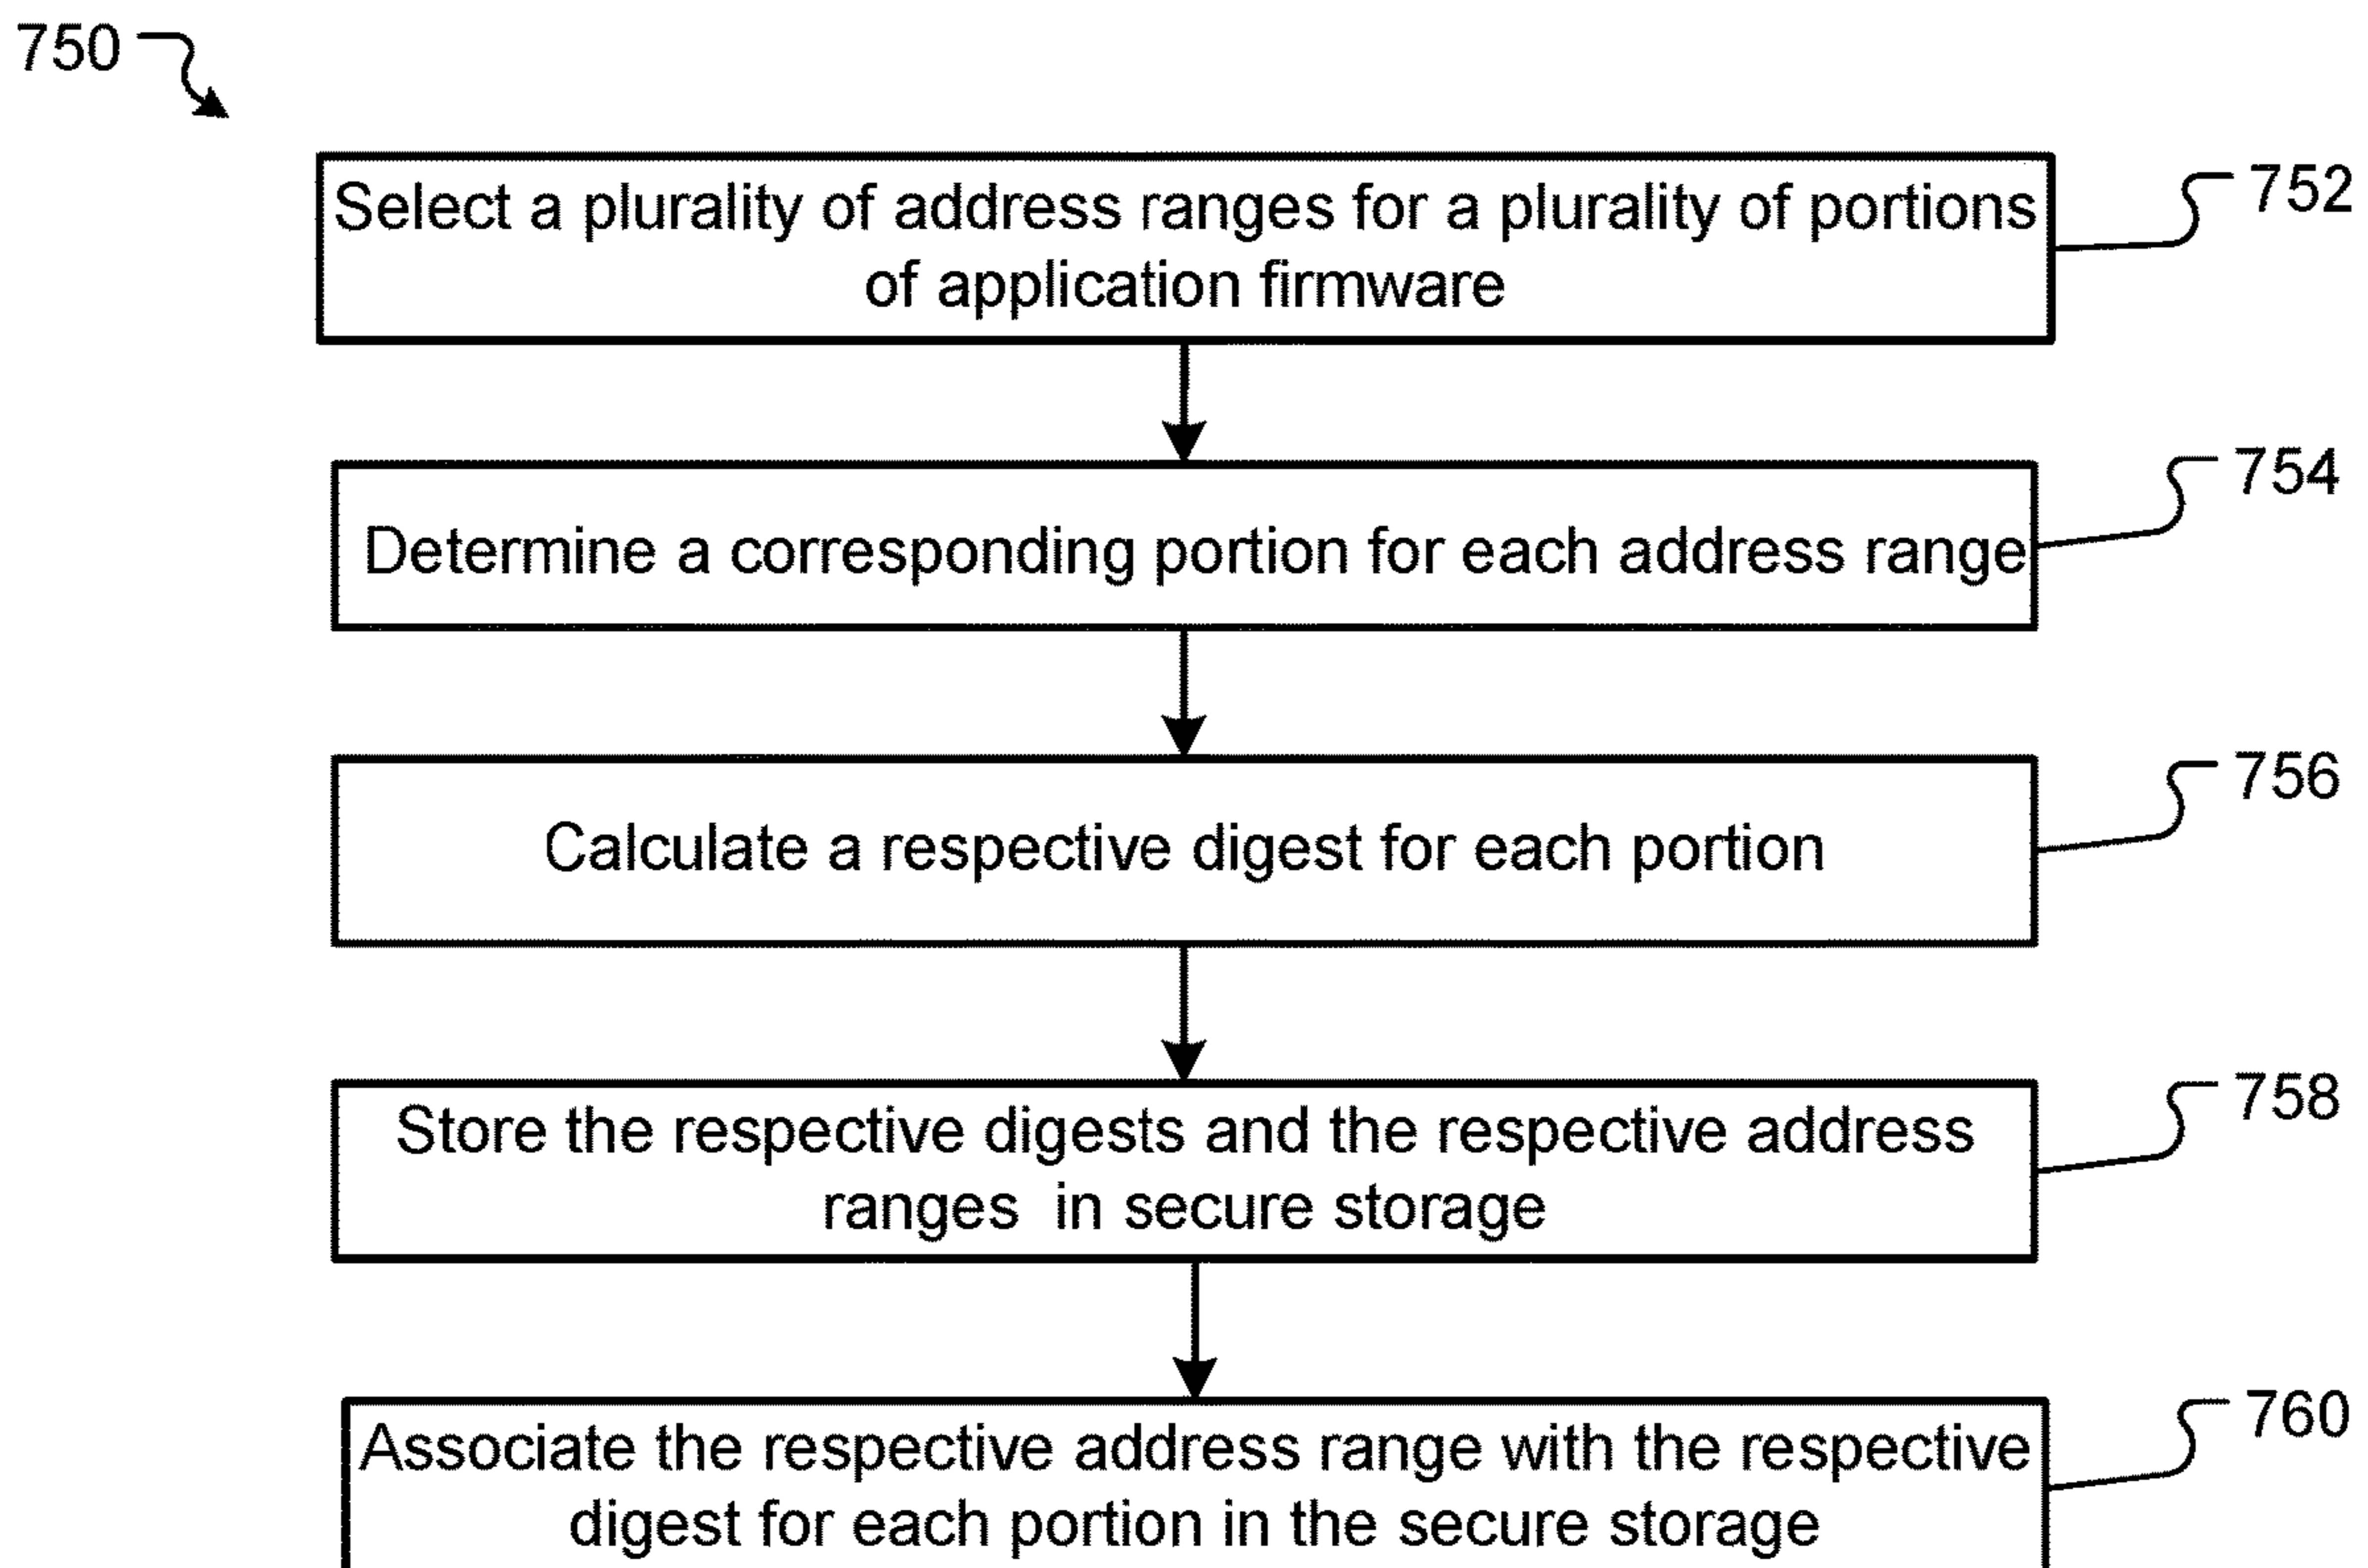 750
Select a plurality of address ranges for a plurality of portions
of application firmware
752
Determine a corresponding portion for each address range
754
Calculate a respective digest for each portion
756
Store the respective digests and the respective address
ranges in secure storage
758
Associate the respective address range with the respective
digest for each portion in the secure storage
760